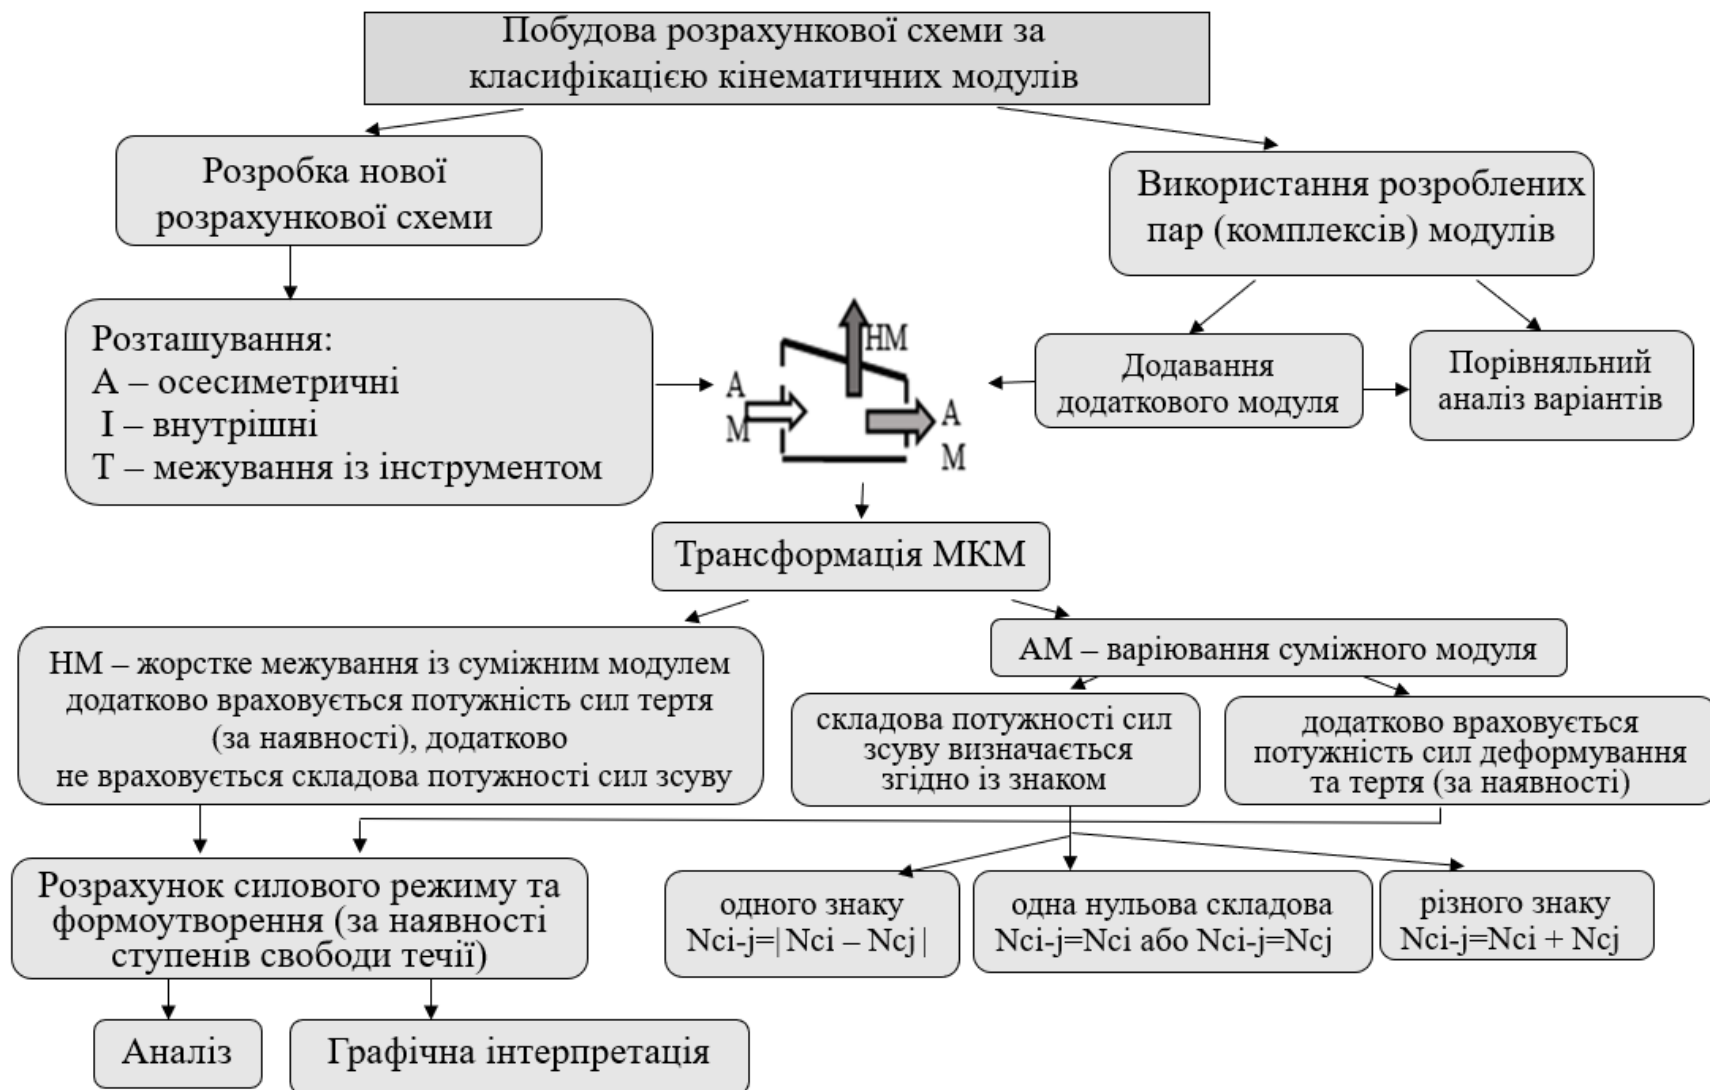 Побудова розрахункової схеми за
класифікацією кінематичних модулів
Розробка нової
розрахункової схеми
Використання розроблених
пар (комплексів) модулів
Розташування:
А – осесиметричні
І – внутрішні
Т – межування із інструментом
НМ
А
М
А
М
Додавання
додаткового модуля
Порівняльний
аналіз варіантів
Трансформація МКМ
НМ – жорстке межування із суміжним модулем
додатково враховується потужність сил тертя
(за наявності), додатково
не враховується складова потужності сил зсуву
АМ – варіювання суміжного модуля
складова потужності сил
зсуву визначається
згідно із знаком
додатково враховується
потужність сил деформування
та тертя (за наявності)
Розрахунок силового режиму та
формоутворення (за наявності
ступенів свободи течії)
одного знаку
Nci-j=|Nci – Ncj|
одна нульова складова
Nci-j=Nci або Nci-j=Ncj
різного знаку
Nci-j=Nci + Ncj
Аналіз
Графічна інтерпретація